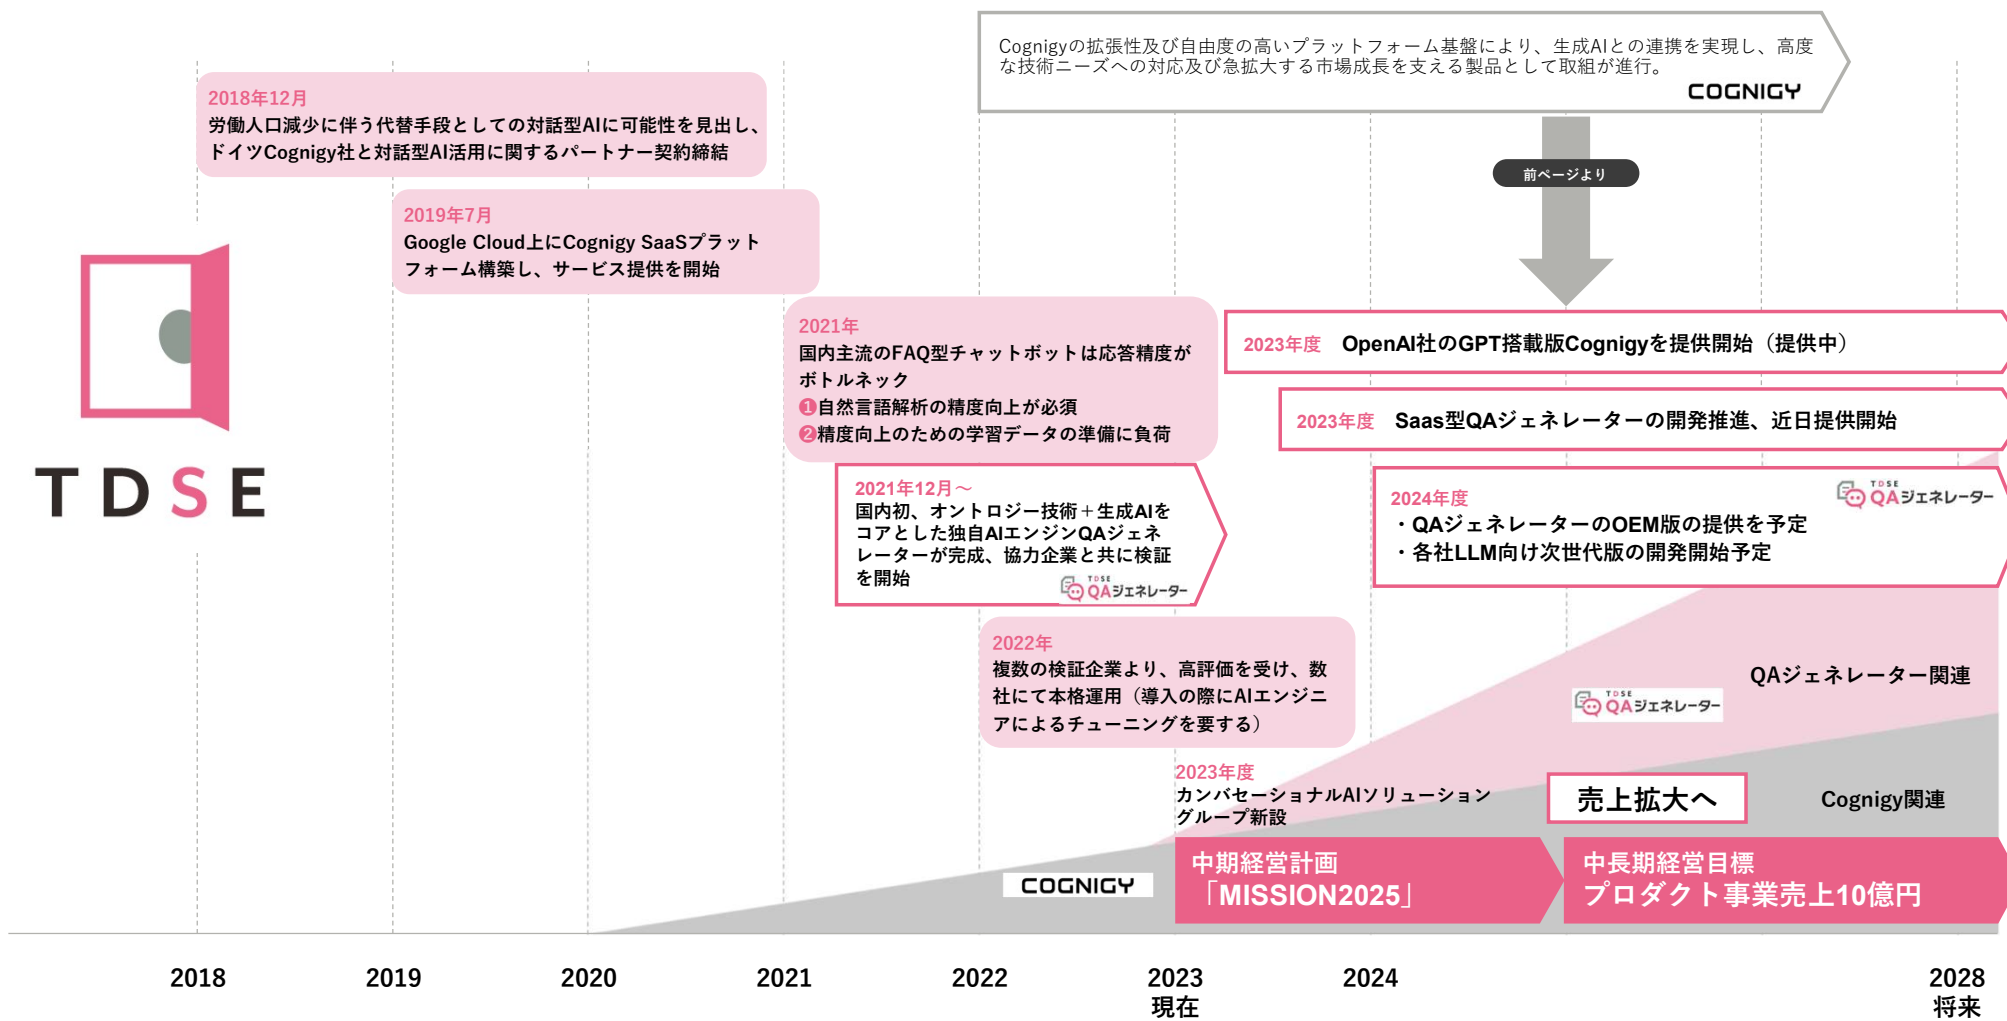 Cognigyの拡張性及び自由度の高いプラットフォーム基盤により、生成AIとの連携を実現し、高度
な技術ニーズへの対応及び急拡大する市場成長を支える製品として取組が進行。
COGNIGY
前ページより
2018年12月
労働人口減少に伴う代替手段としての対話型AIに可能性を見出し、
ドイツCognigy社と対話型AI活用に関するパートナー契約締結
2019年7月
Google Cloud上にCognigy SaaSプラット
フォーム構築し、サービス提供を開始
TDSE
2021年
国内主流のFAQ型チャットボットは応答精度が
ボトルネック
❶自然言語解析の精度向上が必須
❷精度向上のための学習データの準備に負荷
2023年度 OpenAI社のGPT搭載版Cognigyを提供開始（提供中）
2023年度 Saas型QAジェネレーターの開発推進、近日提供開始
2021年12月～
国内初、オントロジー技術＋生成AIを
コアとした独自AIエンジンQAジェネ
レーターが完成、協力企業と共に検証
を開始
TDSE
QAジェネレーター
2024年度
・QAジェネレーターのOEM版の提供を予定
・各社LLM向け次世代版の開発開始予定
TDSE
QAジェネレーター
2022年
複数の検証企業より、高評価を受け、数
社にて本格運用（導入の際にAIエンジニ
アによるチューニングを要する）
QAジェネレーター関連
TDSE
QAジェネレーター
2023年度
カンバセーショナルAIソリューション
グループ新設
売上拡大へ
Cognigy関連
COGNIGY
中期経営計画
「MISSION2025」
中長期経営目標
プロダクト事業売上10億円
2018
2019
2020
2021
2022
2023
現在
2024
2028
将来